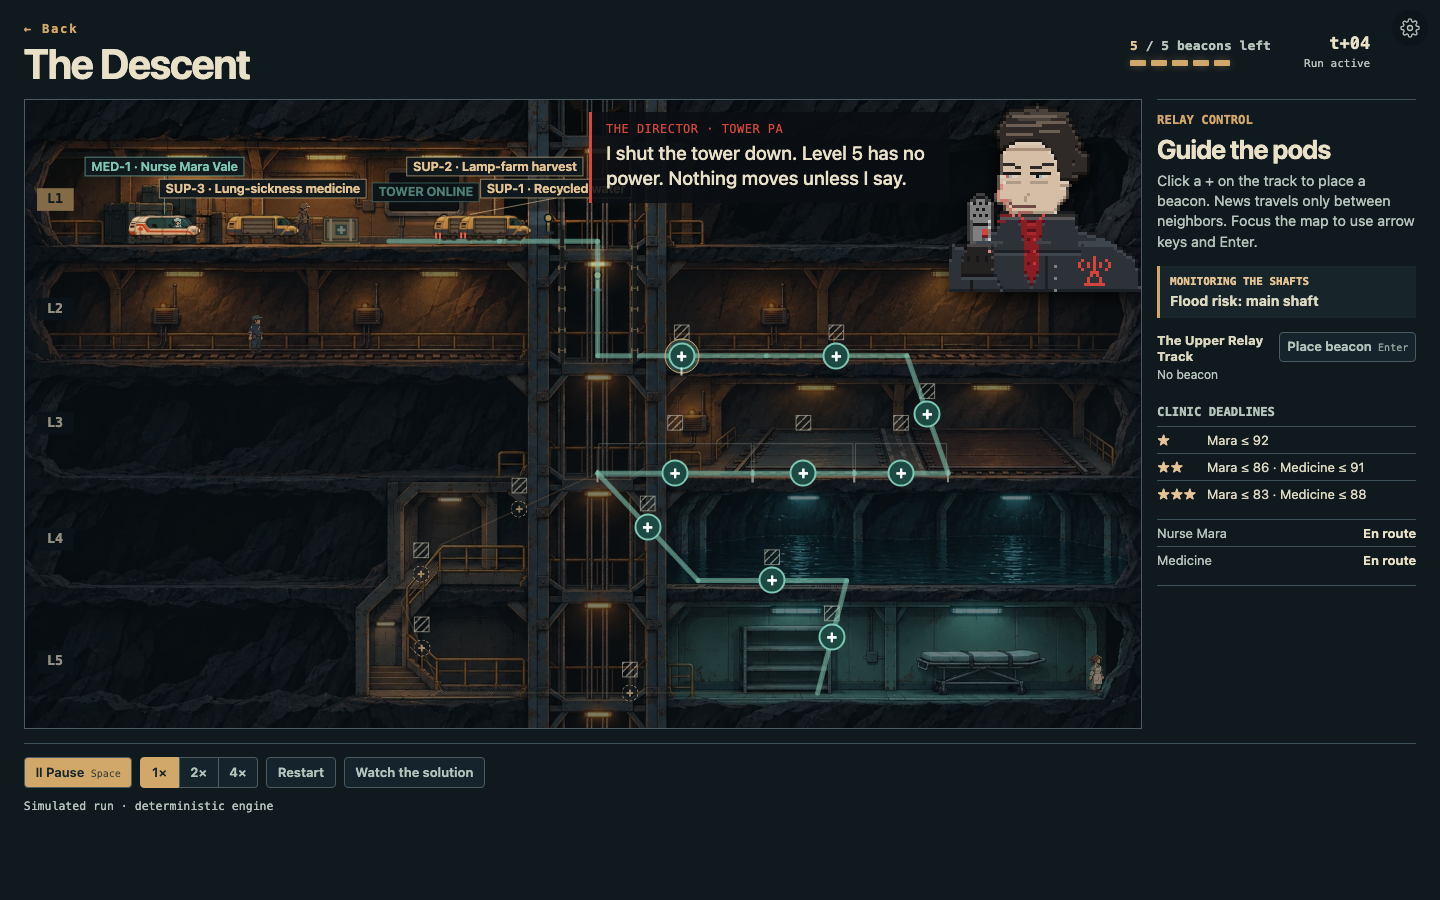 ← Back
The Descent
5 / 5 beacons left
t+04
Run active
THE DIRECTOR · TOWER PA
I shut the tower down. Level 5 has no
power. Nothing moves unless I say.
MED-1 · Nurse Mara Vale
SUP-2 · Lamp-farm harvest
SUP-3 · Lung-sickness medicine
TOWER ONLINE
SUP-1 · Recycled water
L1
L2
L3
L4
L5
RELAY CONTROL
Guide the pods
Click a + on the track to place a
beacon. News travels only between
neighbors. Focus the map to use arrow
keys and Enter.
MONITORING THE SHAFTS
Flood risk: main shaft
The Upper Relay
Track
No beacon
Place beacon Enter
CLINIC DEADLINES
★ Mara ≤ 92
★★ Mara ≤ 86 · Medicine ≤ 91
★★★ Mara ≤ 83 · Medicine ≤ 88
Nurse Mara En route
Medicine En route
II Pause Space
1×
2×
4×
Restart
Watch the solution
Simulated run · deterministic engine